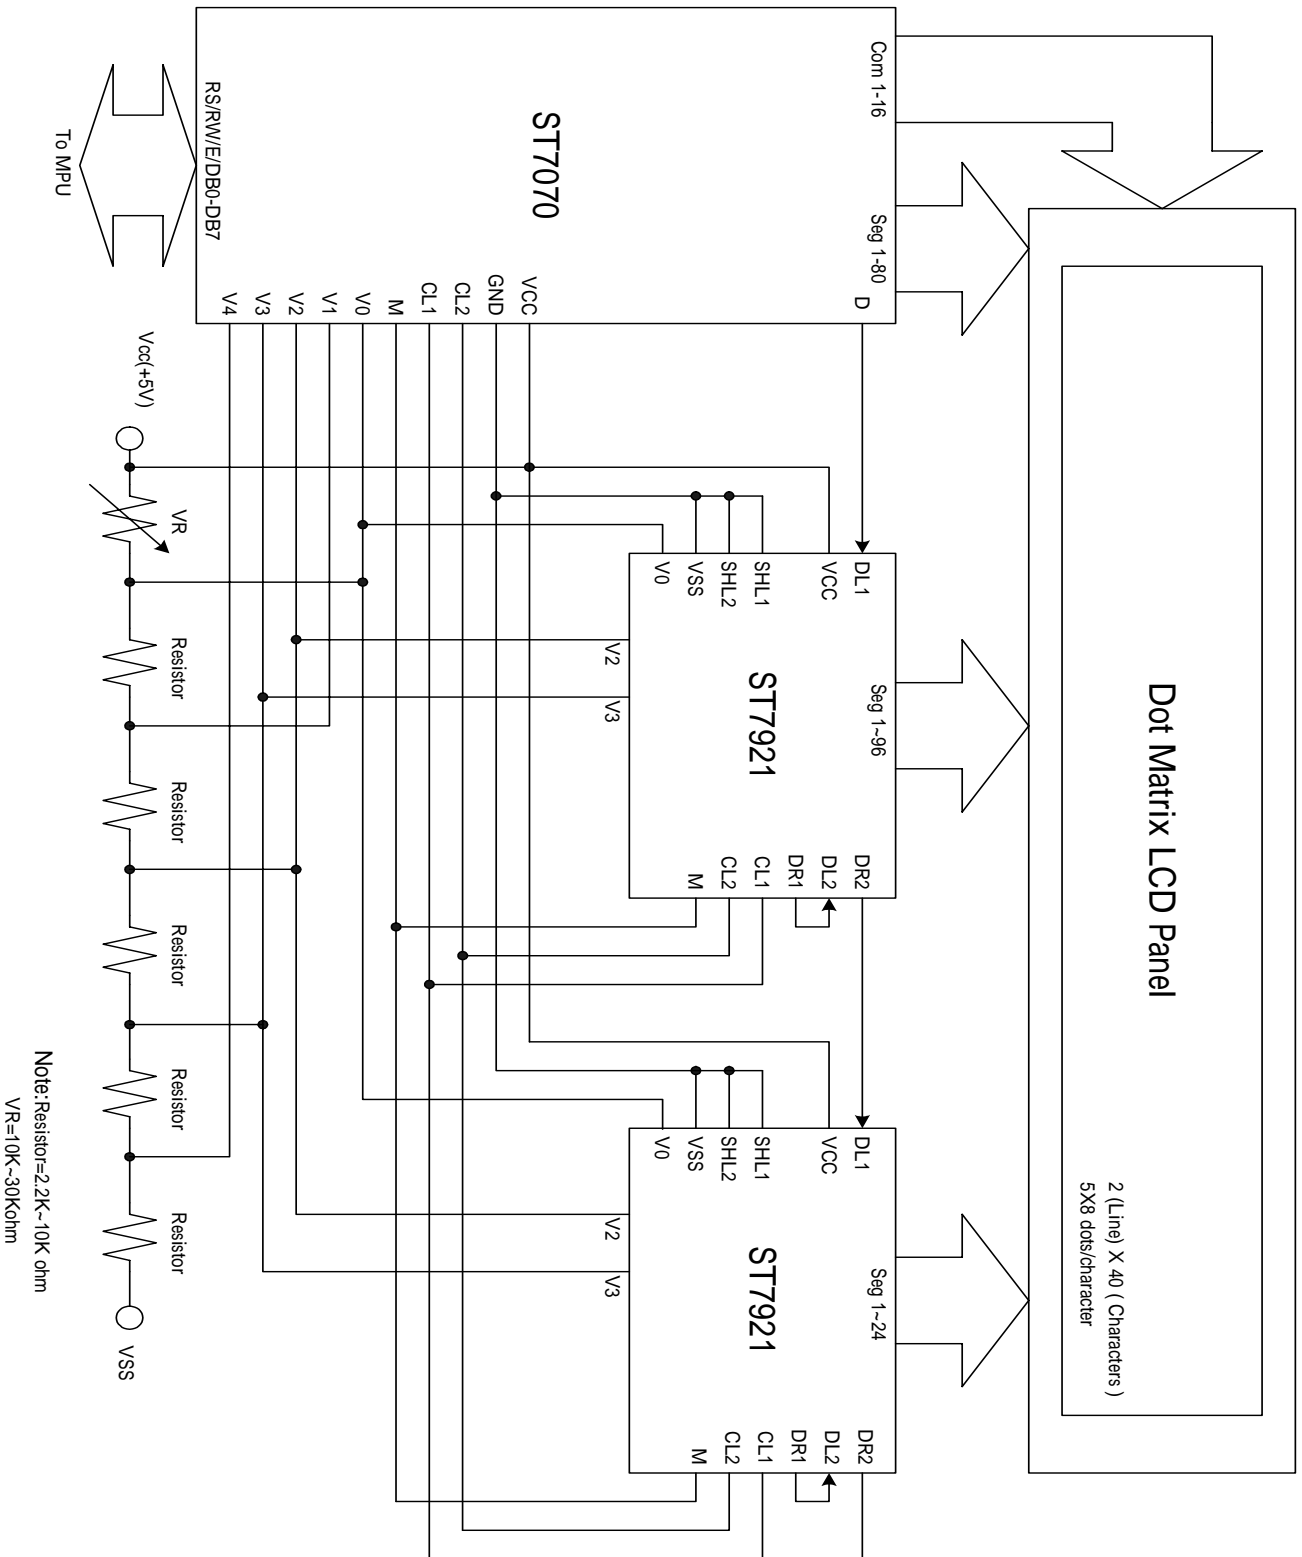 Dot Matrix LCD Panel
2 (Line) X 40 ( Characters )
5X8 dots/character
Com 1-16
Seg 1-80
D
ST7070
RS/RW/E/DB0-DB7
To MPU
VCC
GND
CL2
CL1
M
V0
V1
V2
V3
V4
DL1
VCC
SHL1
SHL2
VSS
V0
Seg 1~96
ST7921
V2
V3
DR2
DL2
DR1
CL1
CL2
M
DL1
VCC
SHL1
SHL2
VSS
V0
Seg 1~24
ST7921
V2
V3
DR2
DL2
DR1
CL1
CL2
M
Vcc(+5V)
VR
Resistor
Resistor
Resistor
Resistor
Resistor
VSS
Note:Resistor=2.2K~10K ohm
VR=10K~30Kohm